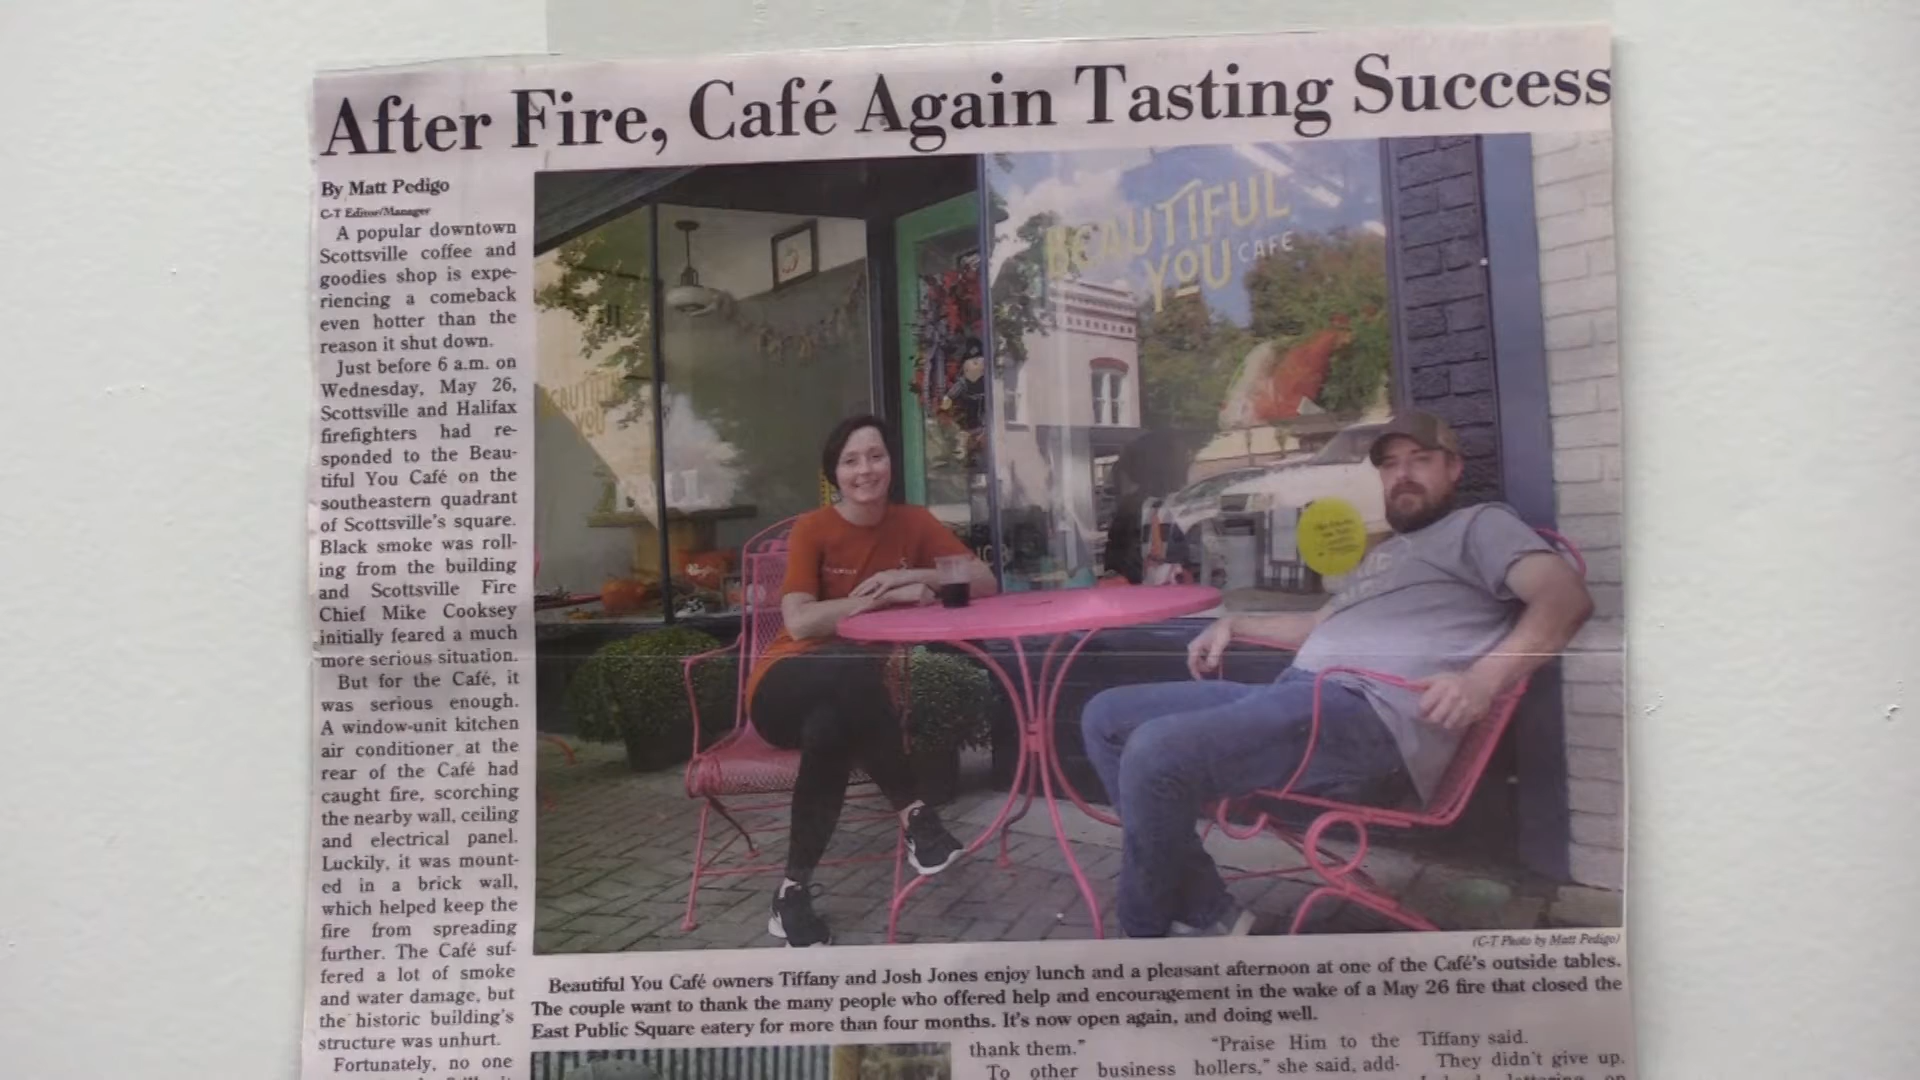 After Fire, Café Again Tasting Success
By Matt Pedigo
C-T Editor/Manager
A popular downtown
Scottsville coffee and
goodies shop is expe-
riencing a comeback
even hotter than the
reason it shut down.
Just before 6 a.m. on
Wednesday, May 26,
Scottsville and Halifax
firefighters had re-
sponded to the Beau-
tiful You Café on the
southeastern quadrant
of Scottsville's square.
Black smoke was roll-
ing from the building
and Scottsville Fire
Chief Mike Cooksey
initially feared a much
more serious situation.
But for the Café, it
was serious enough.
A window-unit kitchen
air conditioner at the
rear of the Café had
caught fire, scorching
the nearby wall, ceiling
and electrical panel.
Luckily, it was mount-
ed in a brick wall,
which helped keep the
fire from spreading
further. The Café suf-
fered a lot of smoke
and water damage, but
the historic building's
structure was unhurt.
Fortunately, no one
BEAUTIFUL
YOU CAFE
BEAUTIFUL
YOU
(C-T Photo by Matt Pedigo)
Beautiful You Café owners Tiffany and Josh Jones enjoy lunch and a pleasant afternoon at one of the Café's outside tables.
The couple want to thank the many people who offered help and encouragement in the wake of a May 26 fire that closed the
East Public Square eatery for more than four months. It's now open again, and doing well.
thank them."
To other business
"Praise Him to the
hollers," she said, add-
Tiffany said.
They didn't give up.